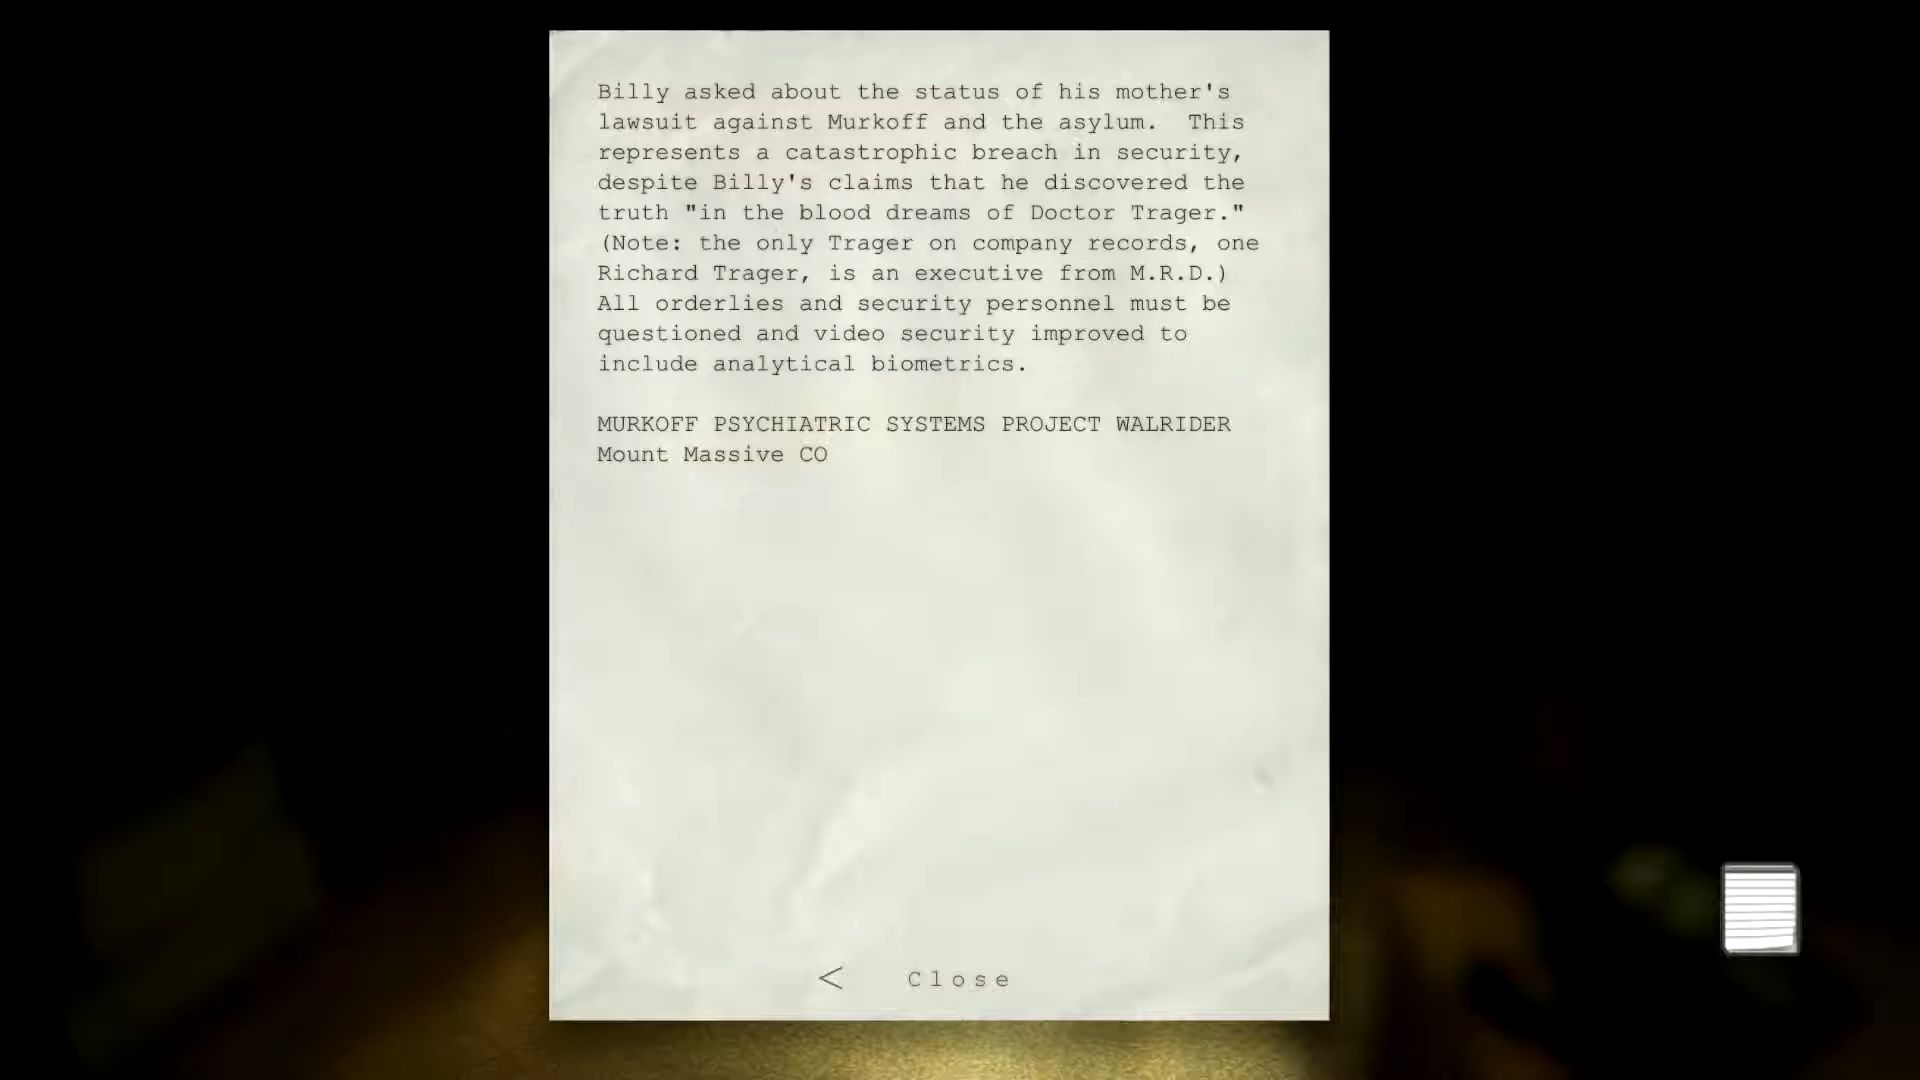 Billy asked about the status of his mother's
lawsuit against Murkoff and the asylum.  This
represents a catastrophic breach in security,
despite Billy's claims that he discovered the
truth "in the blood dreams of Doctor Trager."
(Note: the only Trager on company records, one
Richard Trager, is an executive from M.R.D.)
All orderlies and security personnel must be
questioned and video security improved to
include analytical biometrics.
MURKOFF PSYCHIATRIC SYSTEMS PROJECT WALRIDER
Mount Massive CO
< Close